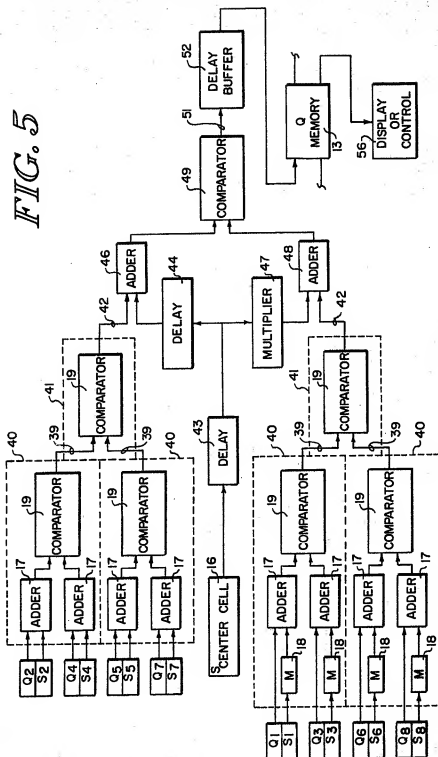 FIG. 5
Q2
S2
Q4
S4
Q5
S5
Q7
S7
17
ADDER
17
ADDER
17
ADDER
17
ADDER
19
COMPARATOR
19
COMPARATOR
40
40
39
39
41
19
COMPARATOR
42
46
ADDER
S
CENTER CELL
16
DELAY
43
DELAY
44
MULTIPLIER
47
ADDER
48
COMPARATOR
49
51
DELAY BUFFER
52
Q
MEMORY
13
DISPLAY OR CONTROL
56
Q1
S1
Q3
S3
Q6
S6
Q8
S8
M
18
M
18
M
18
M
18
17
ADDER
17
ADDER
17
ADDER
17
ADDER
19
COMPARATOR
19
COMPARATOR
40
40
39
39
41
19
COMPARATOR
42